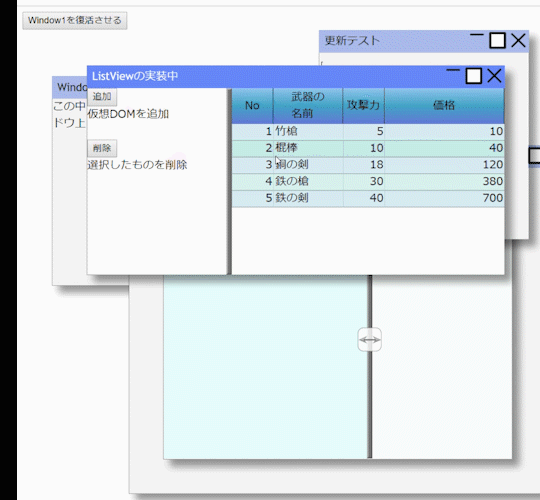 Window1を復活させる
更新テスト
ListViewの実装中
Windo
この中
ドウ上
追加
仮想DOMを追加
削除
選択したものを削除
No 武器の名前 攻撃力 価格
1 竹槍 5 10
2 棍棒 10 40
3 銅の剣 18 120
4 鉄の槍 30 380
5 鉄の剣 40 700